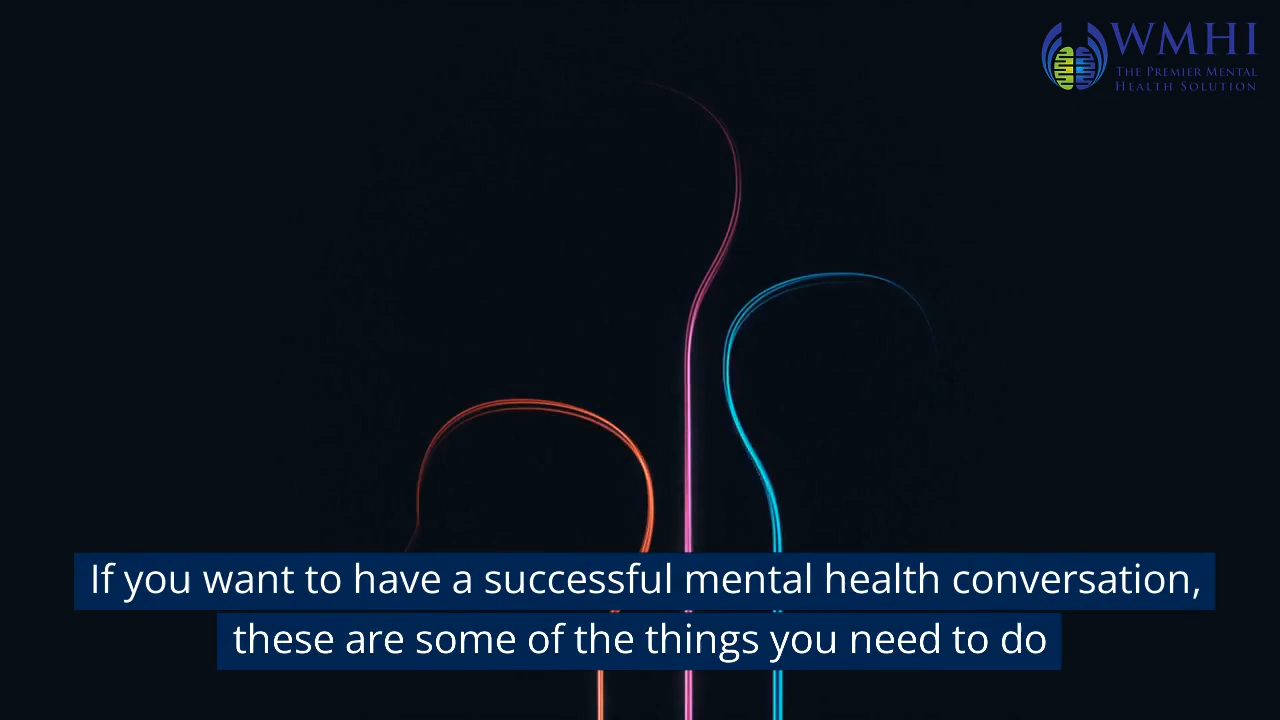 WMHI
The Premier Mental
Health Solution
If you want to have a successful mental health conversation,
these are some of the things you need to do